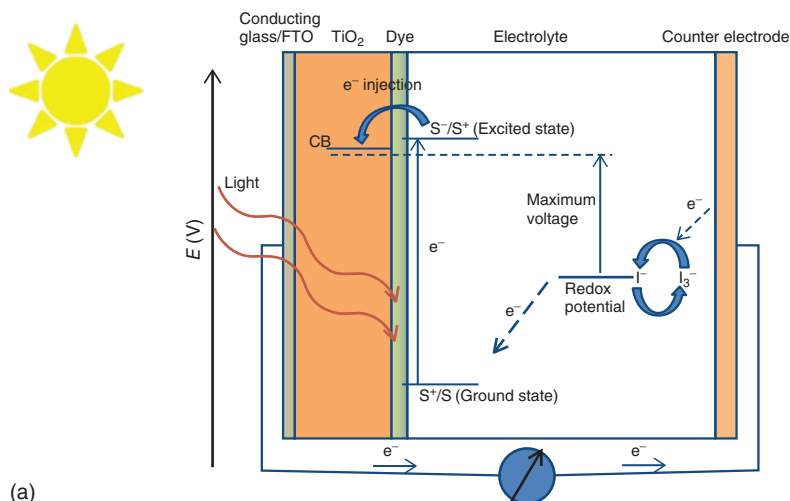 Conducting
glass/FTO TiO₂ Dye Electrolyte Counter electrode
e⁻ injection
S⁻/S⁺ (Excited state)
CB
Light
Maximum
voltage
e⁻
E (V)
e⁻
I⁻ I₃⁻
Redox
potential
e⁻
S⁺/S (Ground state)
e⁻ e⁻
(a)